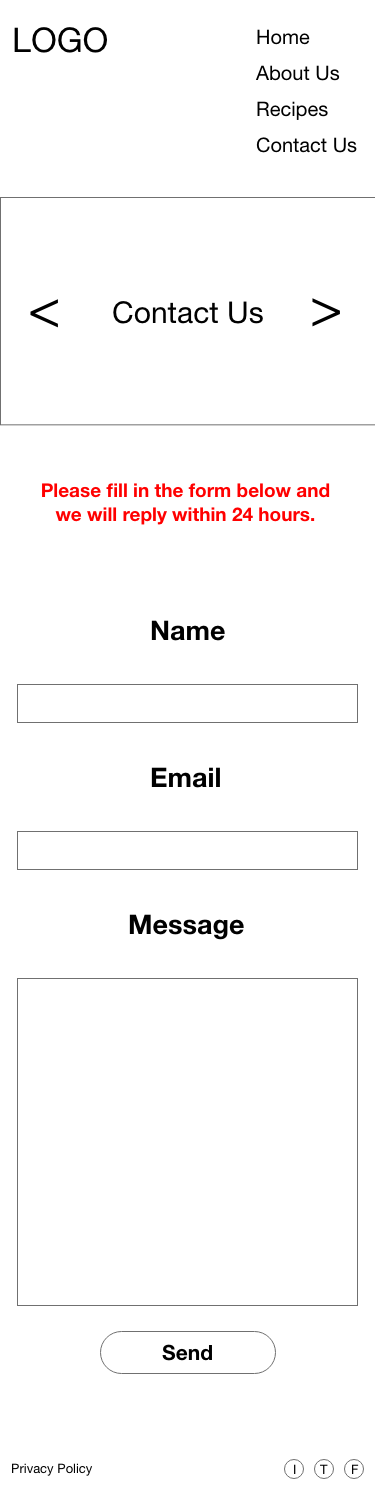 LOGO
Home
About Us
Recipes
Contact Us
< Contact Us >
Please fill in the form below and
we will reply within 24 hours.
Name
Email
Message
Send
Privacy Policy
I T F